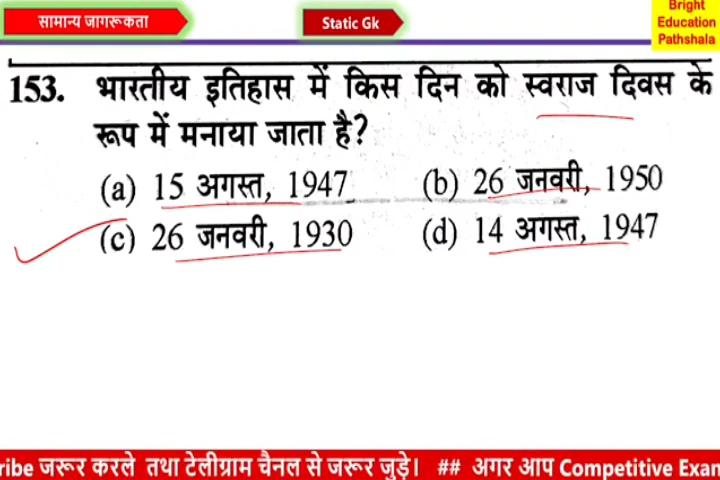 सामान्य जागरूकता
Static Gk
Bright
Education
Pathshala
153. भारतीय इतिहास में किस दिन को स्वराज दिवस के
रूप में मनाया जाता है?
(a) 15 अगस्त, 1947 (b) 26 जनवरी, 1950
(c) 26 जनवरी, 1930 (d) 14 अगस्त, 1947
ribe जरूर करले तथा टेलीग्राम चैनल से जरूर जुड़े। ## अगर आप Competitive Exan